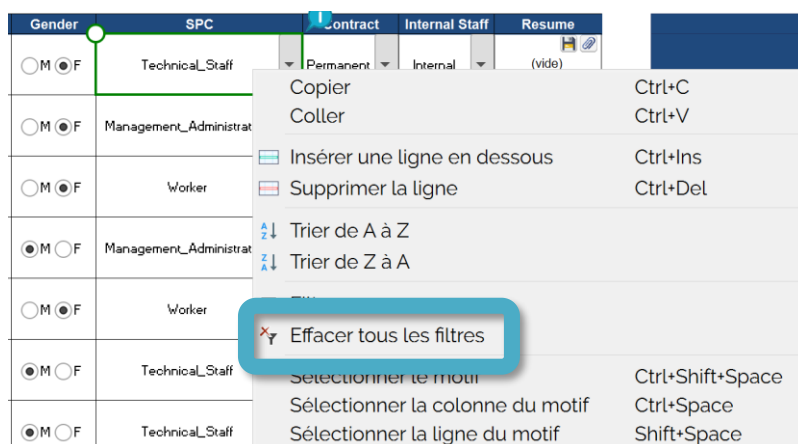 Gender SPC Contract Internal Staff Resume
M F Technical_Staff Permanent Internal (vide)
Copier Ctrl+C
Coller Ctrl+V
M F Management_Administrat
Insérer une ligne en dessous Ctrl+Ins
M F Worker Supprimer la ligne Ctrl+Del
Trier de A à Z
M F Management_Administrat
Trier de Z à A
M F Worker
Effacer tous les filtres
M F Technical_Staff Sélectionner le motif Ctrl+Shift+Space
Sélectionner la colonne du motif Ctrl+Space
M F Technical_Staff Sélectionner la ligne du motif Shift+Space